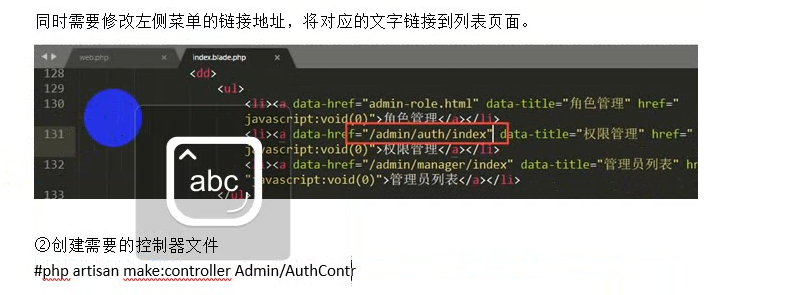 同时需要修改左侧菜单的链接地址，将对应的文字链接到列表页面。
web.php × index.blade.php ×
128 <dd>
129 <ul>
130 <li><a data-href="admin-role.html" data-title="角色管理" href="
javascript:void(0)">角色管理</a></li>
131 <li><a data-href="/admin/auth/index" data-title="权限管理" href="
javascript:void(0)">权限管理</a></li>
132 <li><a data-href="/admin/manager/index" data-title="管理员列表" hr
"javascript:void(0)">管理员列表</a></li>
133 </ul>
abc
②创建需要的控制器文件
#php artisan make:controller Admin/AuthContr